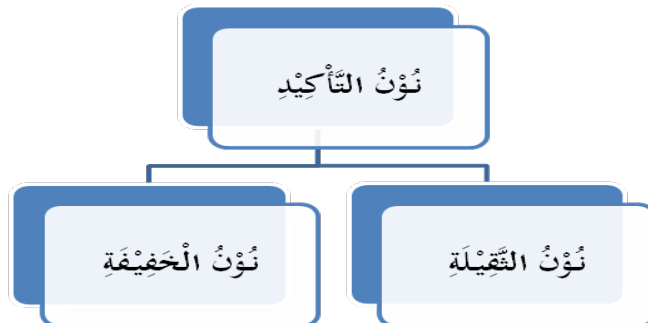 نُوْنُ التَّأْكِيْدِ
نُوْنُ الثَّقِيْلَةِ
نُوْنُ الْخَفِيْفَةِ